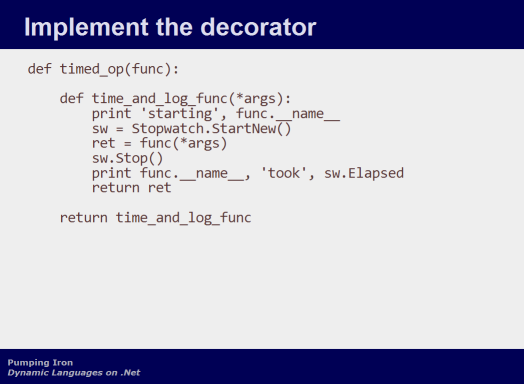 Implement the decorator
def timed_op(func):
    def time_and_log_func(*args):
        print 'starting', func.__name__
        sw = Stopwatch.StartNew()
        ret = func(*args)
        sw.Stop()
        print func.__name__, 'took', sw.Elapsed
        return ret
    return time_and_log_func
Pumping Iron
Dynamic Languages on .Net